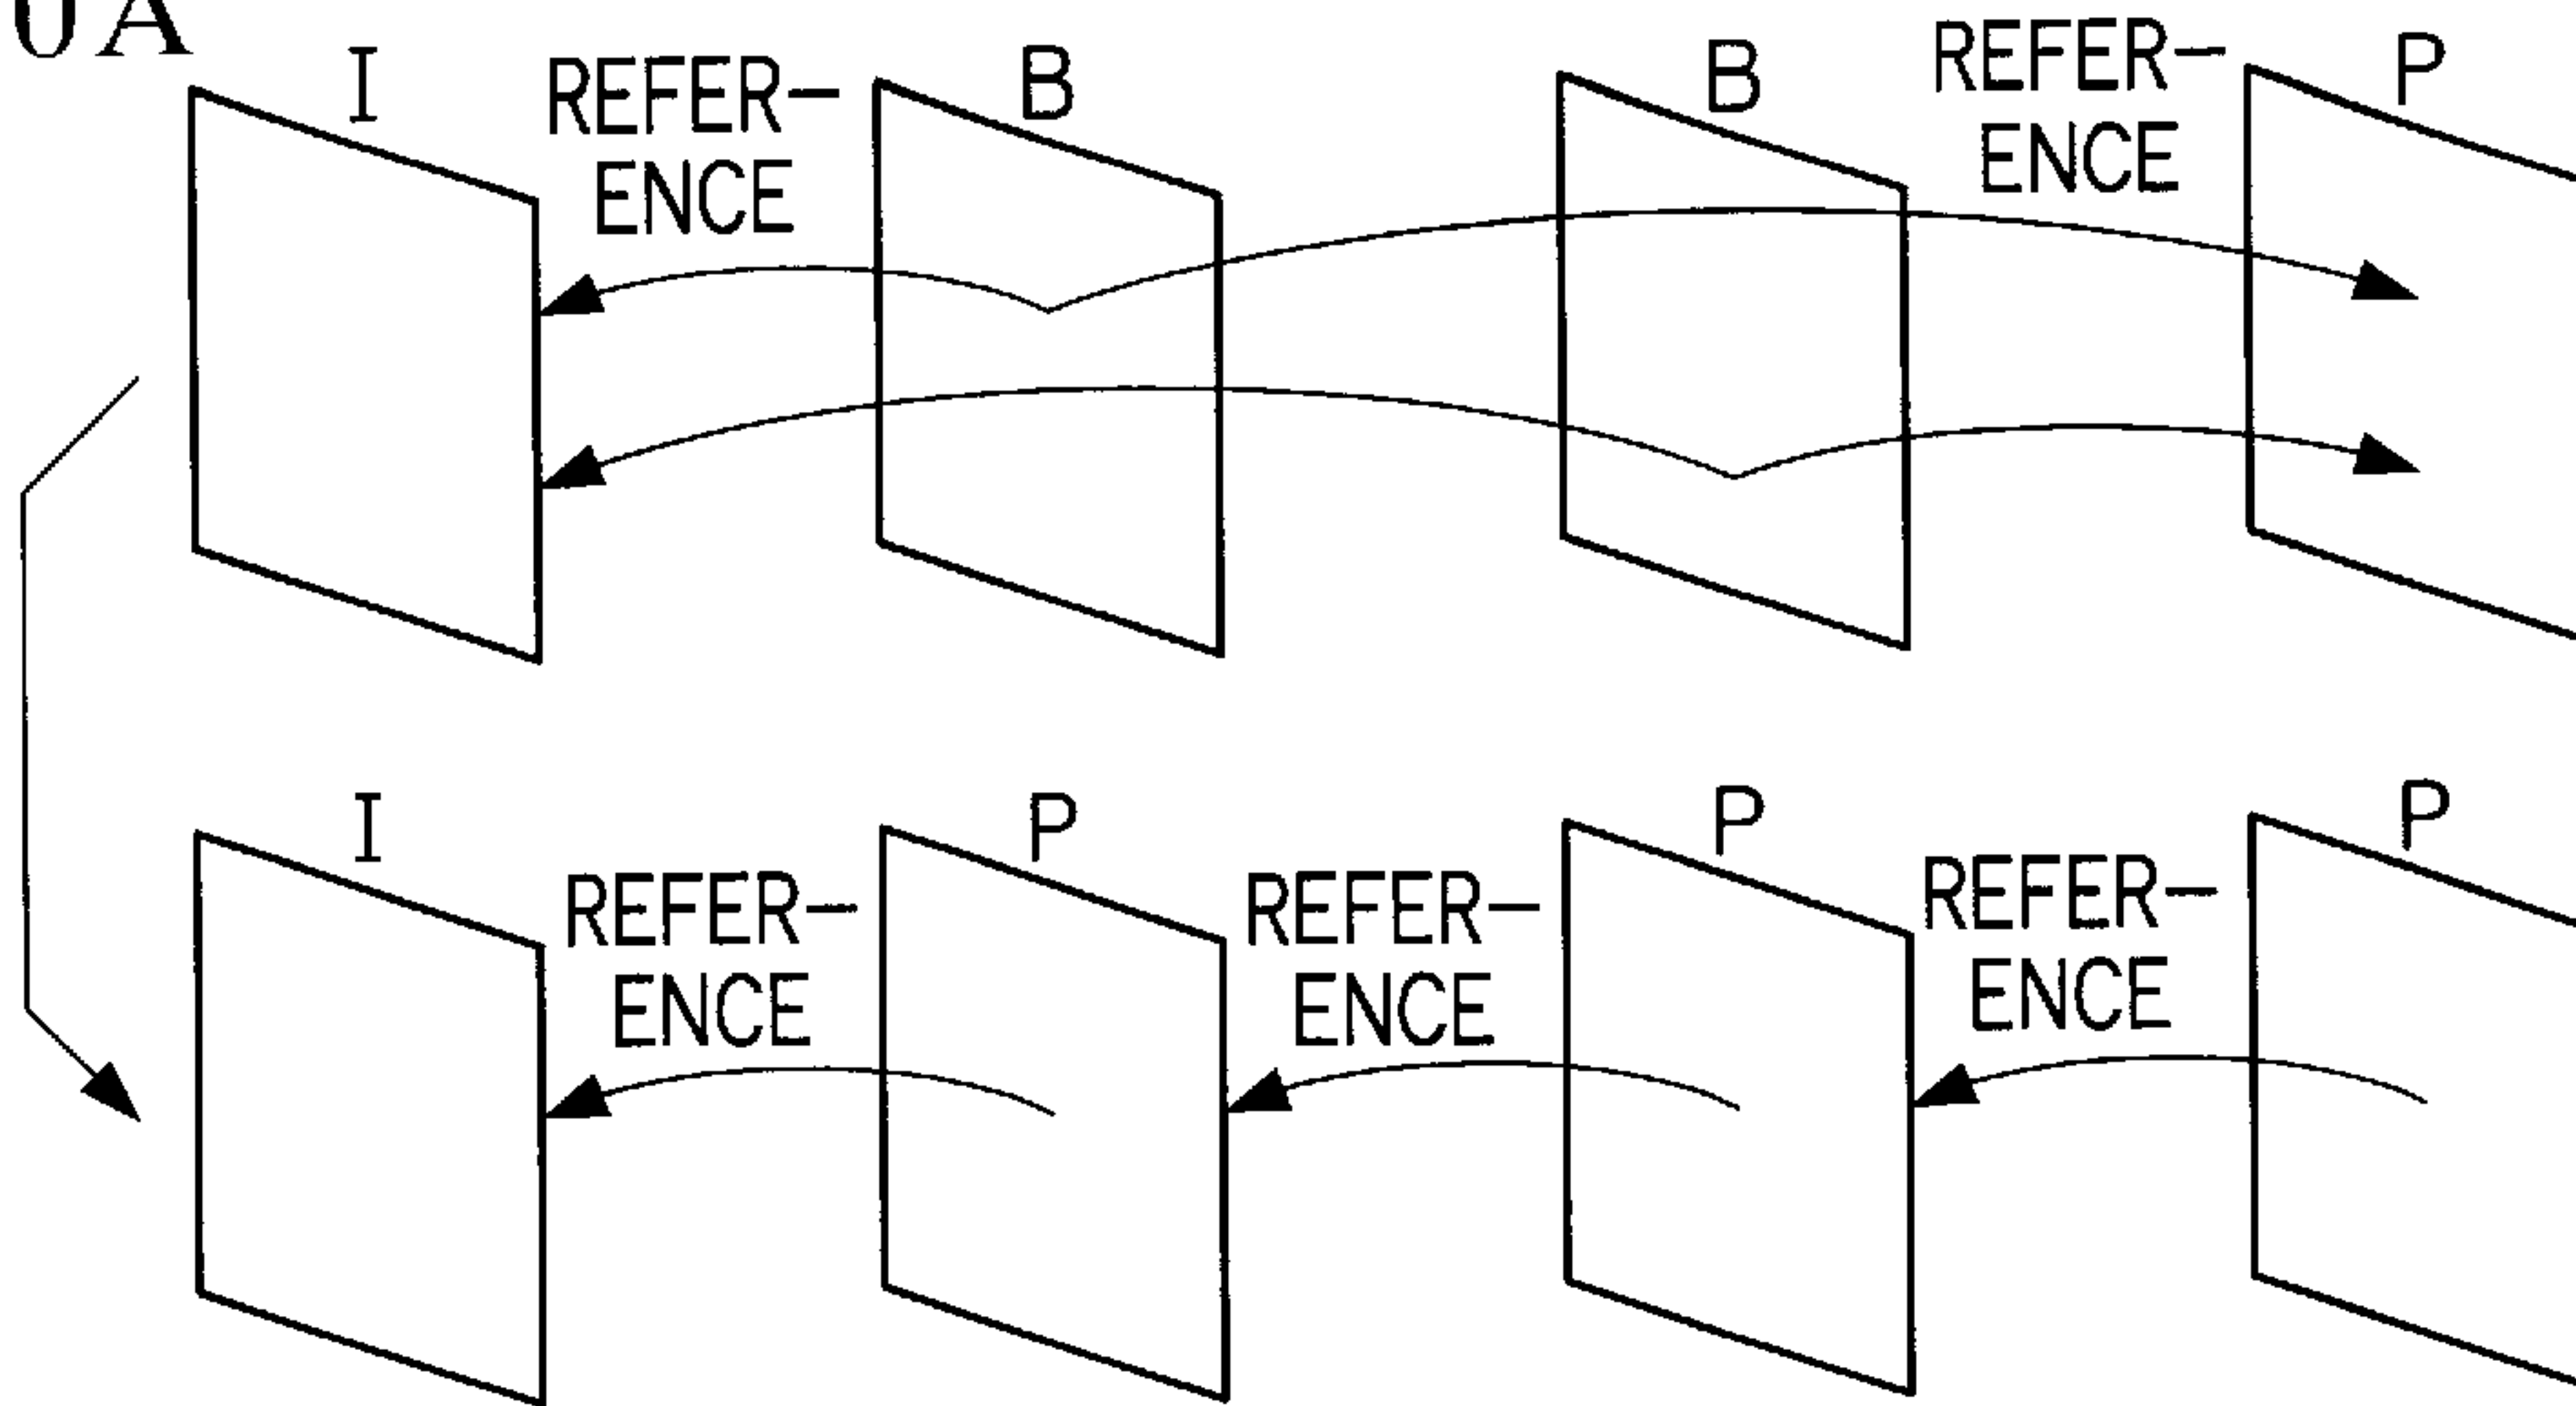 0A
I
REFER-
ENCE
B
B
REFER-
ENCE
P
I
REFER-
ENCE
P
REFER-
ENCE
P
REFER-
ENCE
P